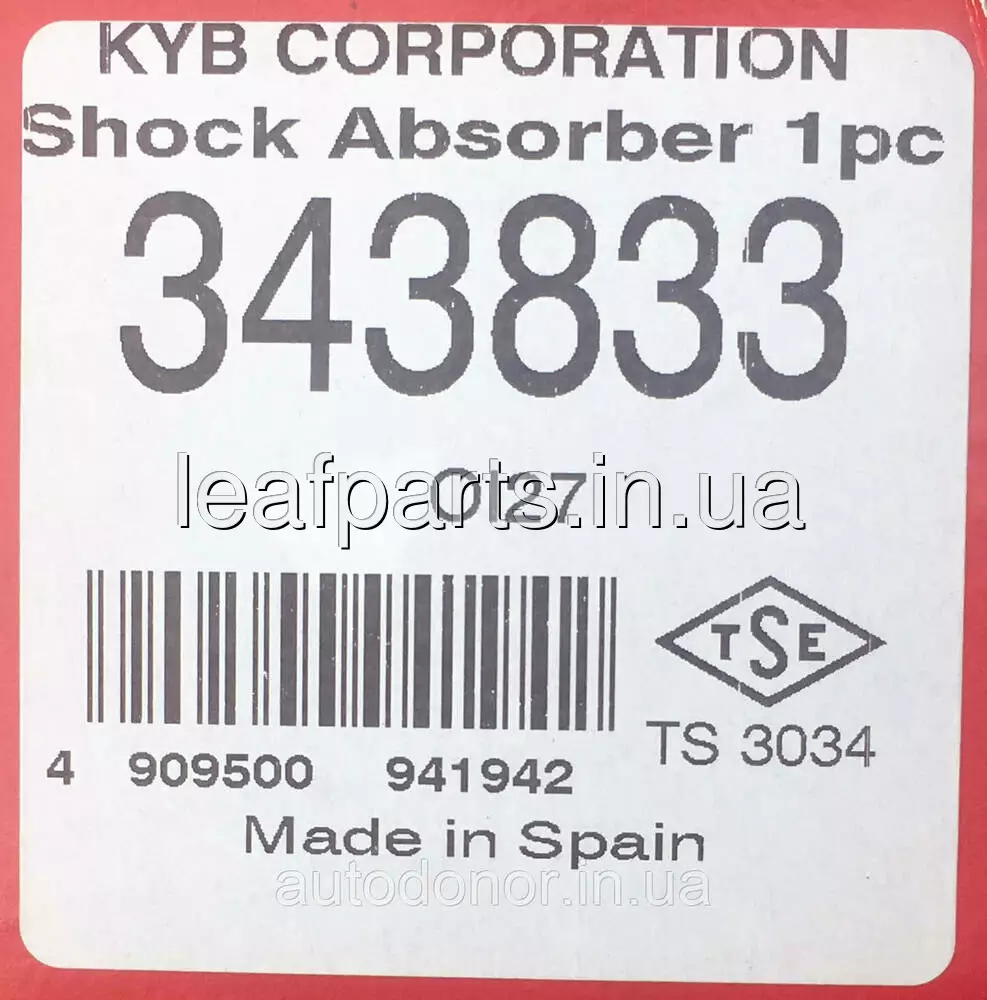 KYB CORPORATION
Shock Absorber 1pc
343833
leafparts.in.ua
TSE
TS 3034
4 909500 941942
Made in Spain
autodonor.in.ua